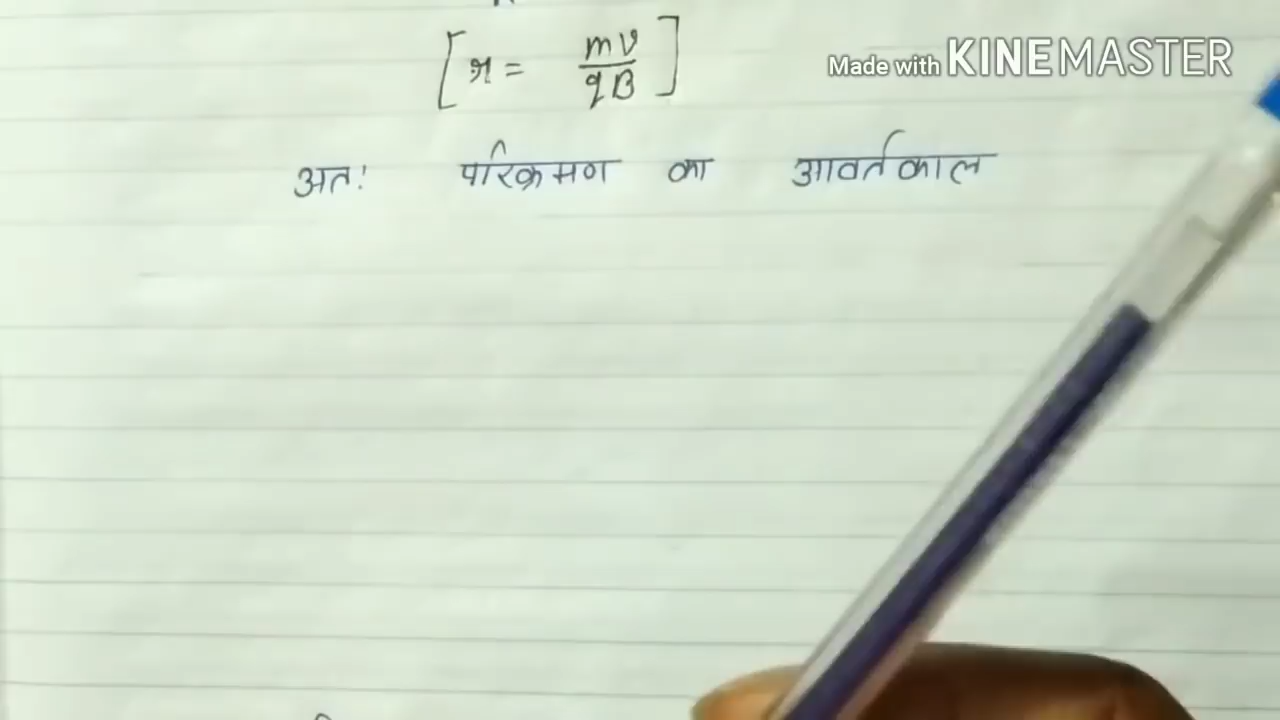 [r = mv/qB]
Made with KINEMASTER
अतः परिक्रमण का आवर्तकाल